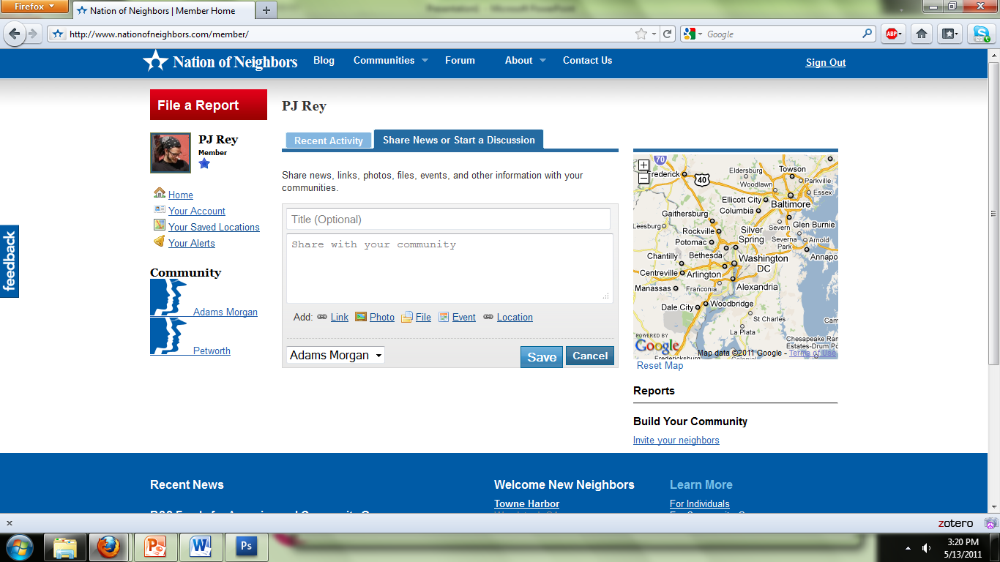 Firefox
Nation of Neighbors | Member Home
Presentation1 - Microsoft PowerPoint
http://www.nationofneighbors.com/member/
Google
ABP
Nation of Neighbors
Blog
Communities
Forum
About
Contact Us
Sign Out
File a Report
PJ Rey
Member
Home
Your Account
Your Saved Locations
Your Alerts
Community
Adams Morgan
Petworth
feedback
PJ Rey
Recent Activity
Share News or Start a Discussion
Share news, links, photos, files, events, and other information with your
communities.
Title (Optional)
Share with your community
Add: Link Photo File Event Location
Adams Morgan
Save
Cancel
70
Frederick
40
Eldersburg
Towson
Parkville
Woodlawn
Essex
Ellicott City
Baltimore
Columbia
Gaithersburg
Glen Burnie
Leesburg
Rockville
Silver
Spring
Severn
Severna
Park
Arnold
Potomac
Annapo
Chantilly
Bethesda
Washington
DC
Centreville
Arlington
Manassas
Franconia
Alexandria
Dale City
Woodbridge
St Charles
La Plata
Cam
Chesapeake Ran
Estates-Drum Po
Fredericksburg
POWERED BY
Google
Map data ©2011 Google - Terms of Use
Reset Map
Reports
Build Your Community
Invite your neighbors
Recent News
Welcome New Neighbors
Towne Harbor
Learn More
For Individuals
zotero
Ps
3:20 PM
5/13/2011